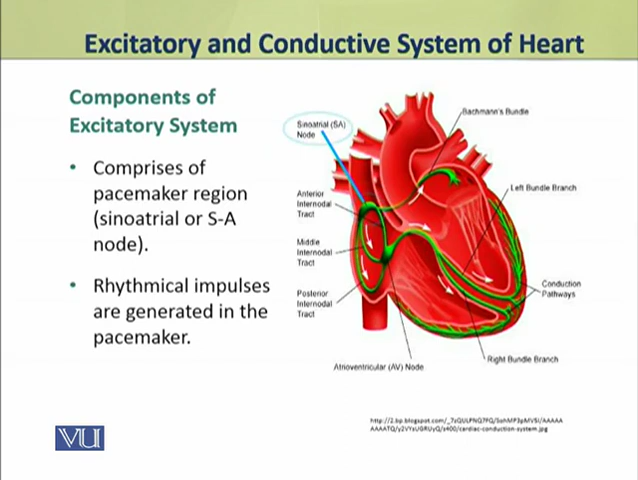 Excitatory and Conductive System of Heart
Components of
Excitatory System
• Comprises of
pacemaker region
(sinoatrial or S-A
node).
• Rhythmical impulses
are generated in the
pacemaker.
Sinoatrial (SA)
Node
Bachmann's Bundle
Anterior
Internodal
Tract
Left Bundle Branch
Middle
Internodal
Tract
Conduction
Pathways
Posterior
Internodal
Tract
Right Bundle Branch
Atrioventricular (AV) Node
VU